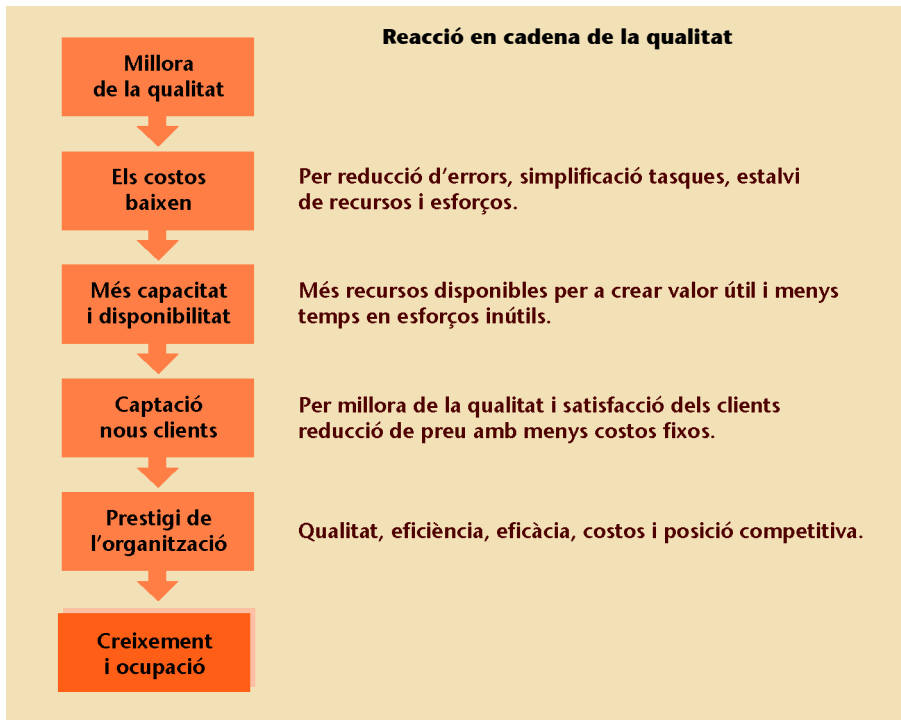 Reacció en cadena de la qualitat
Millora
de la qualitat
Els costos
baixen
Per reducció d’errors, simplificació tasques, estalvi
de recursos i esforços.
Més capacitat
i disponibilitat
Més recursos disponibles per a crear valor útil i menys
temps en esforços inútils.
Captació
nous clients
Per millora de la qualitat i satisfacció dels clients
reducció de preu amb menys costos fixos.
Prestigi de
l’organització
Qualitat, eficiència, eficàcia, costos i posició competitiva.
Creixement
i ocupació